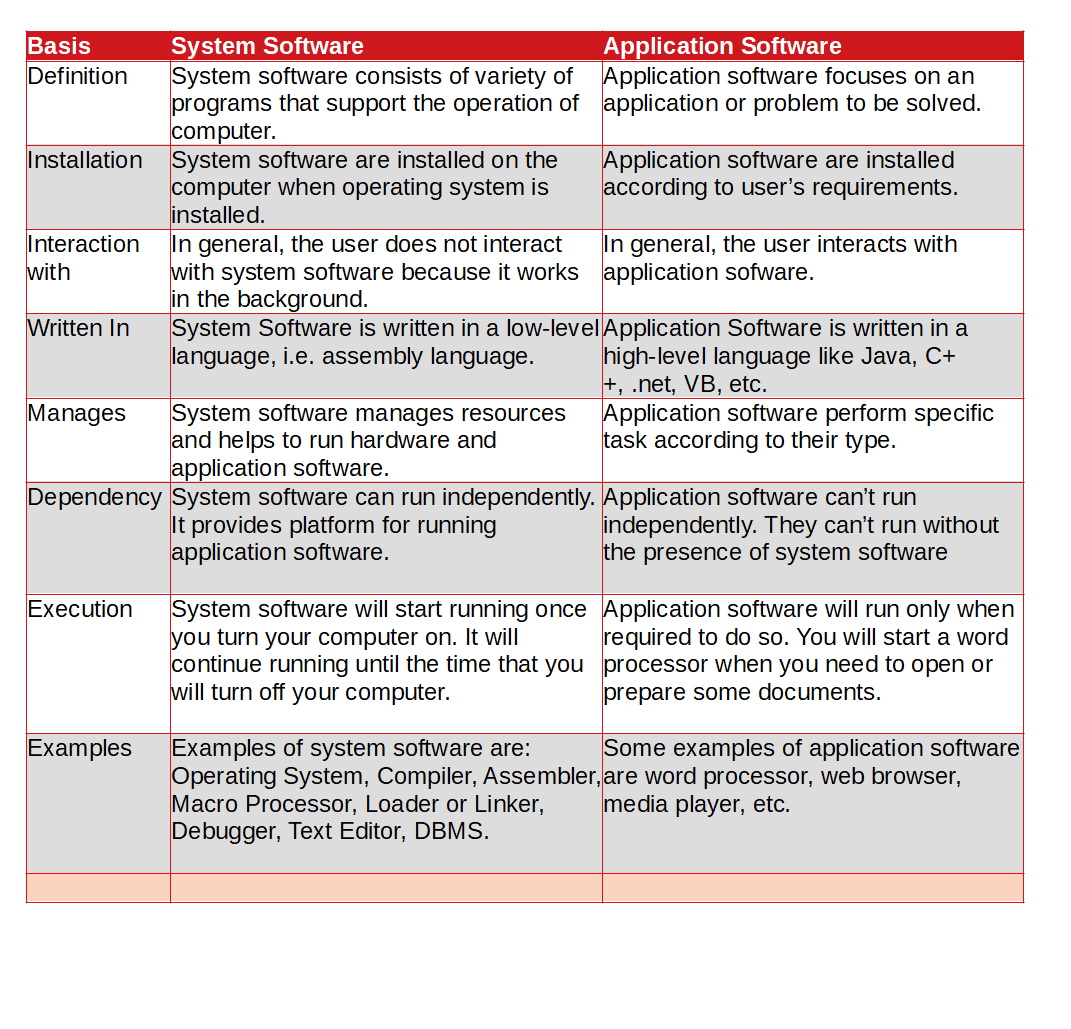 Basis System Software Application Software
Definition
System software consists of variety of
programs that support the operation of
computer.
Application software focuses on an
application or problem to be solved.
Installation
System software are installed on the
computer when operating system is
installed.
Application software are installed
according to user’s requirements.
Interaction
with
In general, the user does not interact
with system software because it works
in the background.
In general, the user interacts with
application sofware.
Written In
System Software is written in a low-level
language, i.e. assembly language.
Application Software is written in a
high-level language like Java, C+
+, .net, VB, etc.
Manages
System software manages resources
and helps to run hardware and
application software.
Application software perform specific
task according to their type.
Dependency
System software can run independently.
It provides platform for running
application software.
Application software can’t run
independently. They can’t run without
the presence of system software
Execution
System software will start running once
you turn your computer on. It will
continue running until the time that you
will turn off your computer.
Application software will run only when
required to do so. You will start a word
processor when you need to open or
prepare some documents.
Examples
Examples of system software are:
Operating System, Compiler, Assembler,
Macro Processor, Loader or Linker,
Debugger, Text Editor, DBMS.
Some examples of application software
are word processor, web browser,
media player, etc.